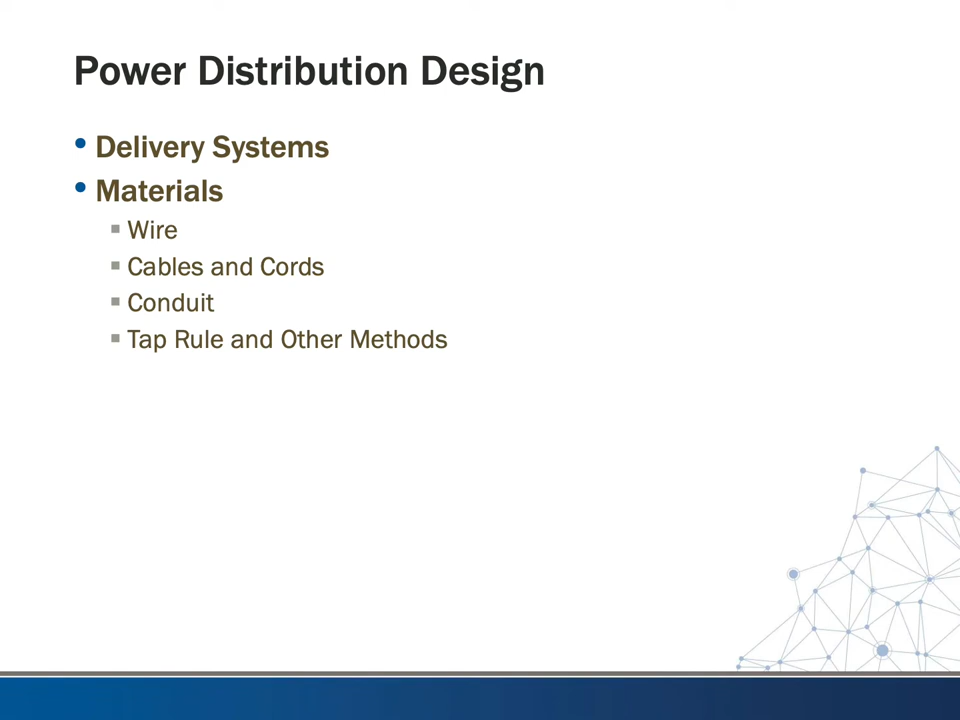 Power Distribution Design
• Delivery Systems
• Materials
▪ Wire
▪ Cables and Cords
▪ Conduit
▪ Tap Rule and Other Methods